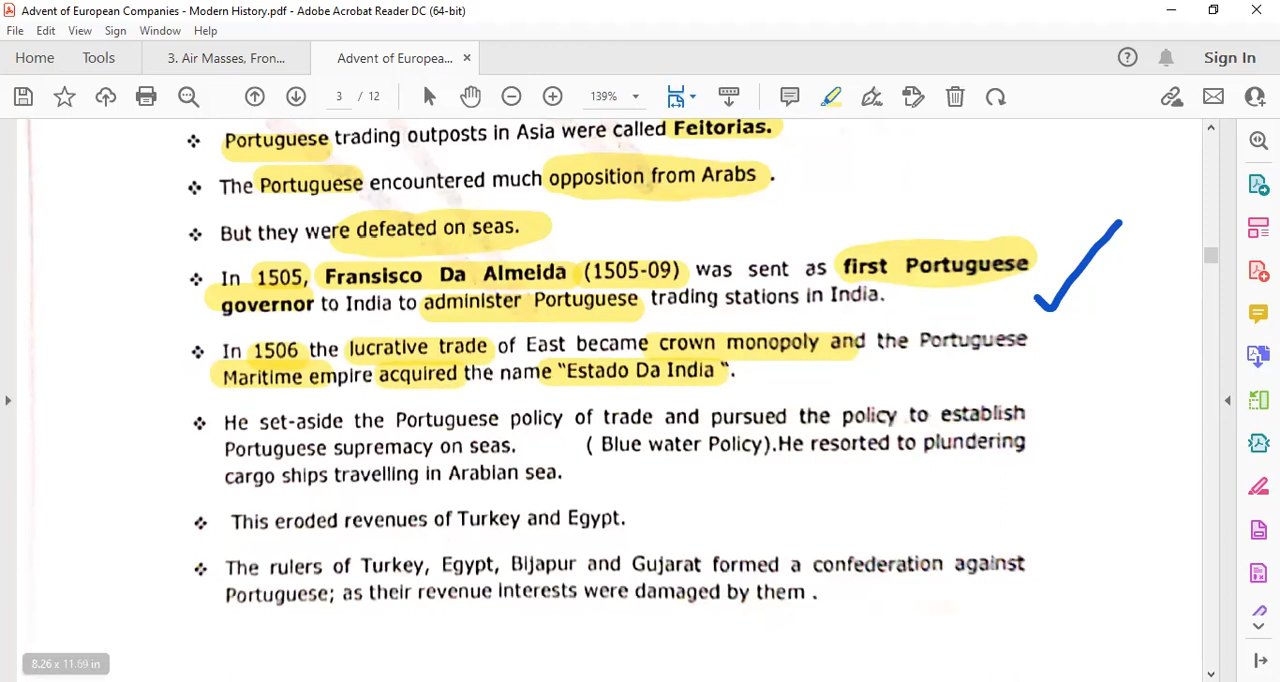 Advent of European Companies - Modern History.pdf - Adobe Acrobat Reader DC (64-bit)
File Edit View Sign Window Help
Home Tools 3. Air Masses, Fron... Advent of Europea... × Sign In
3 / 12 139%
❖ Portuguese trading outposts in Asia were called Feitorias.
❖ The Portuguese encountered much opposition from Arabs .
❖ But they were defeated on seas.
❖ In 1505, Fransisco Da Almeida (1505-09) was sent as first Portuguese
governor to India to administer Portuguese trading stations in India.
❖ In 1506 the lucrative trade of East became crown monopoly and the Portuguese
Maritime empire acquired the name “Estado Da India “.
❖ He set-aside the Portuguese policy of trade and pursued the policy to establish
Portuguese supremacy on seas. ( Blue water Policy).He resorted to plundering
cargo ships travelling in Arabian sea.
❖ This eroded revenues of Turkey and Egypt.
❖ The rulers of Turkey, Egypt, Bijapur and Gujarat formed a confederation against
Portuguese; as their revenue interests were damaged by them .
8.26 x 11.69 in